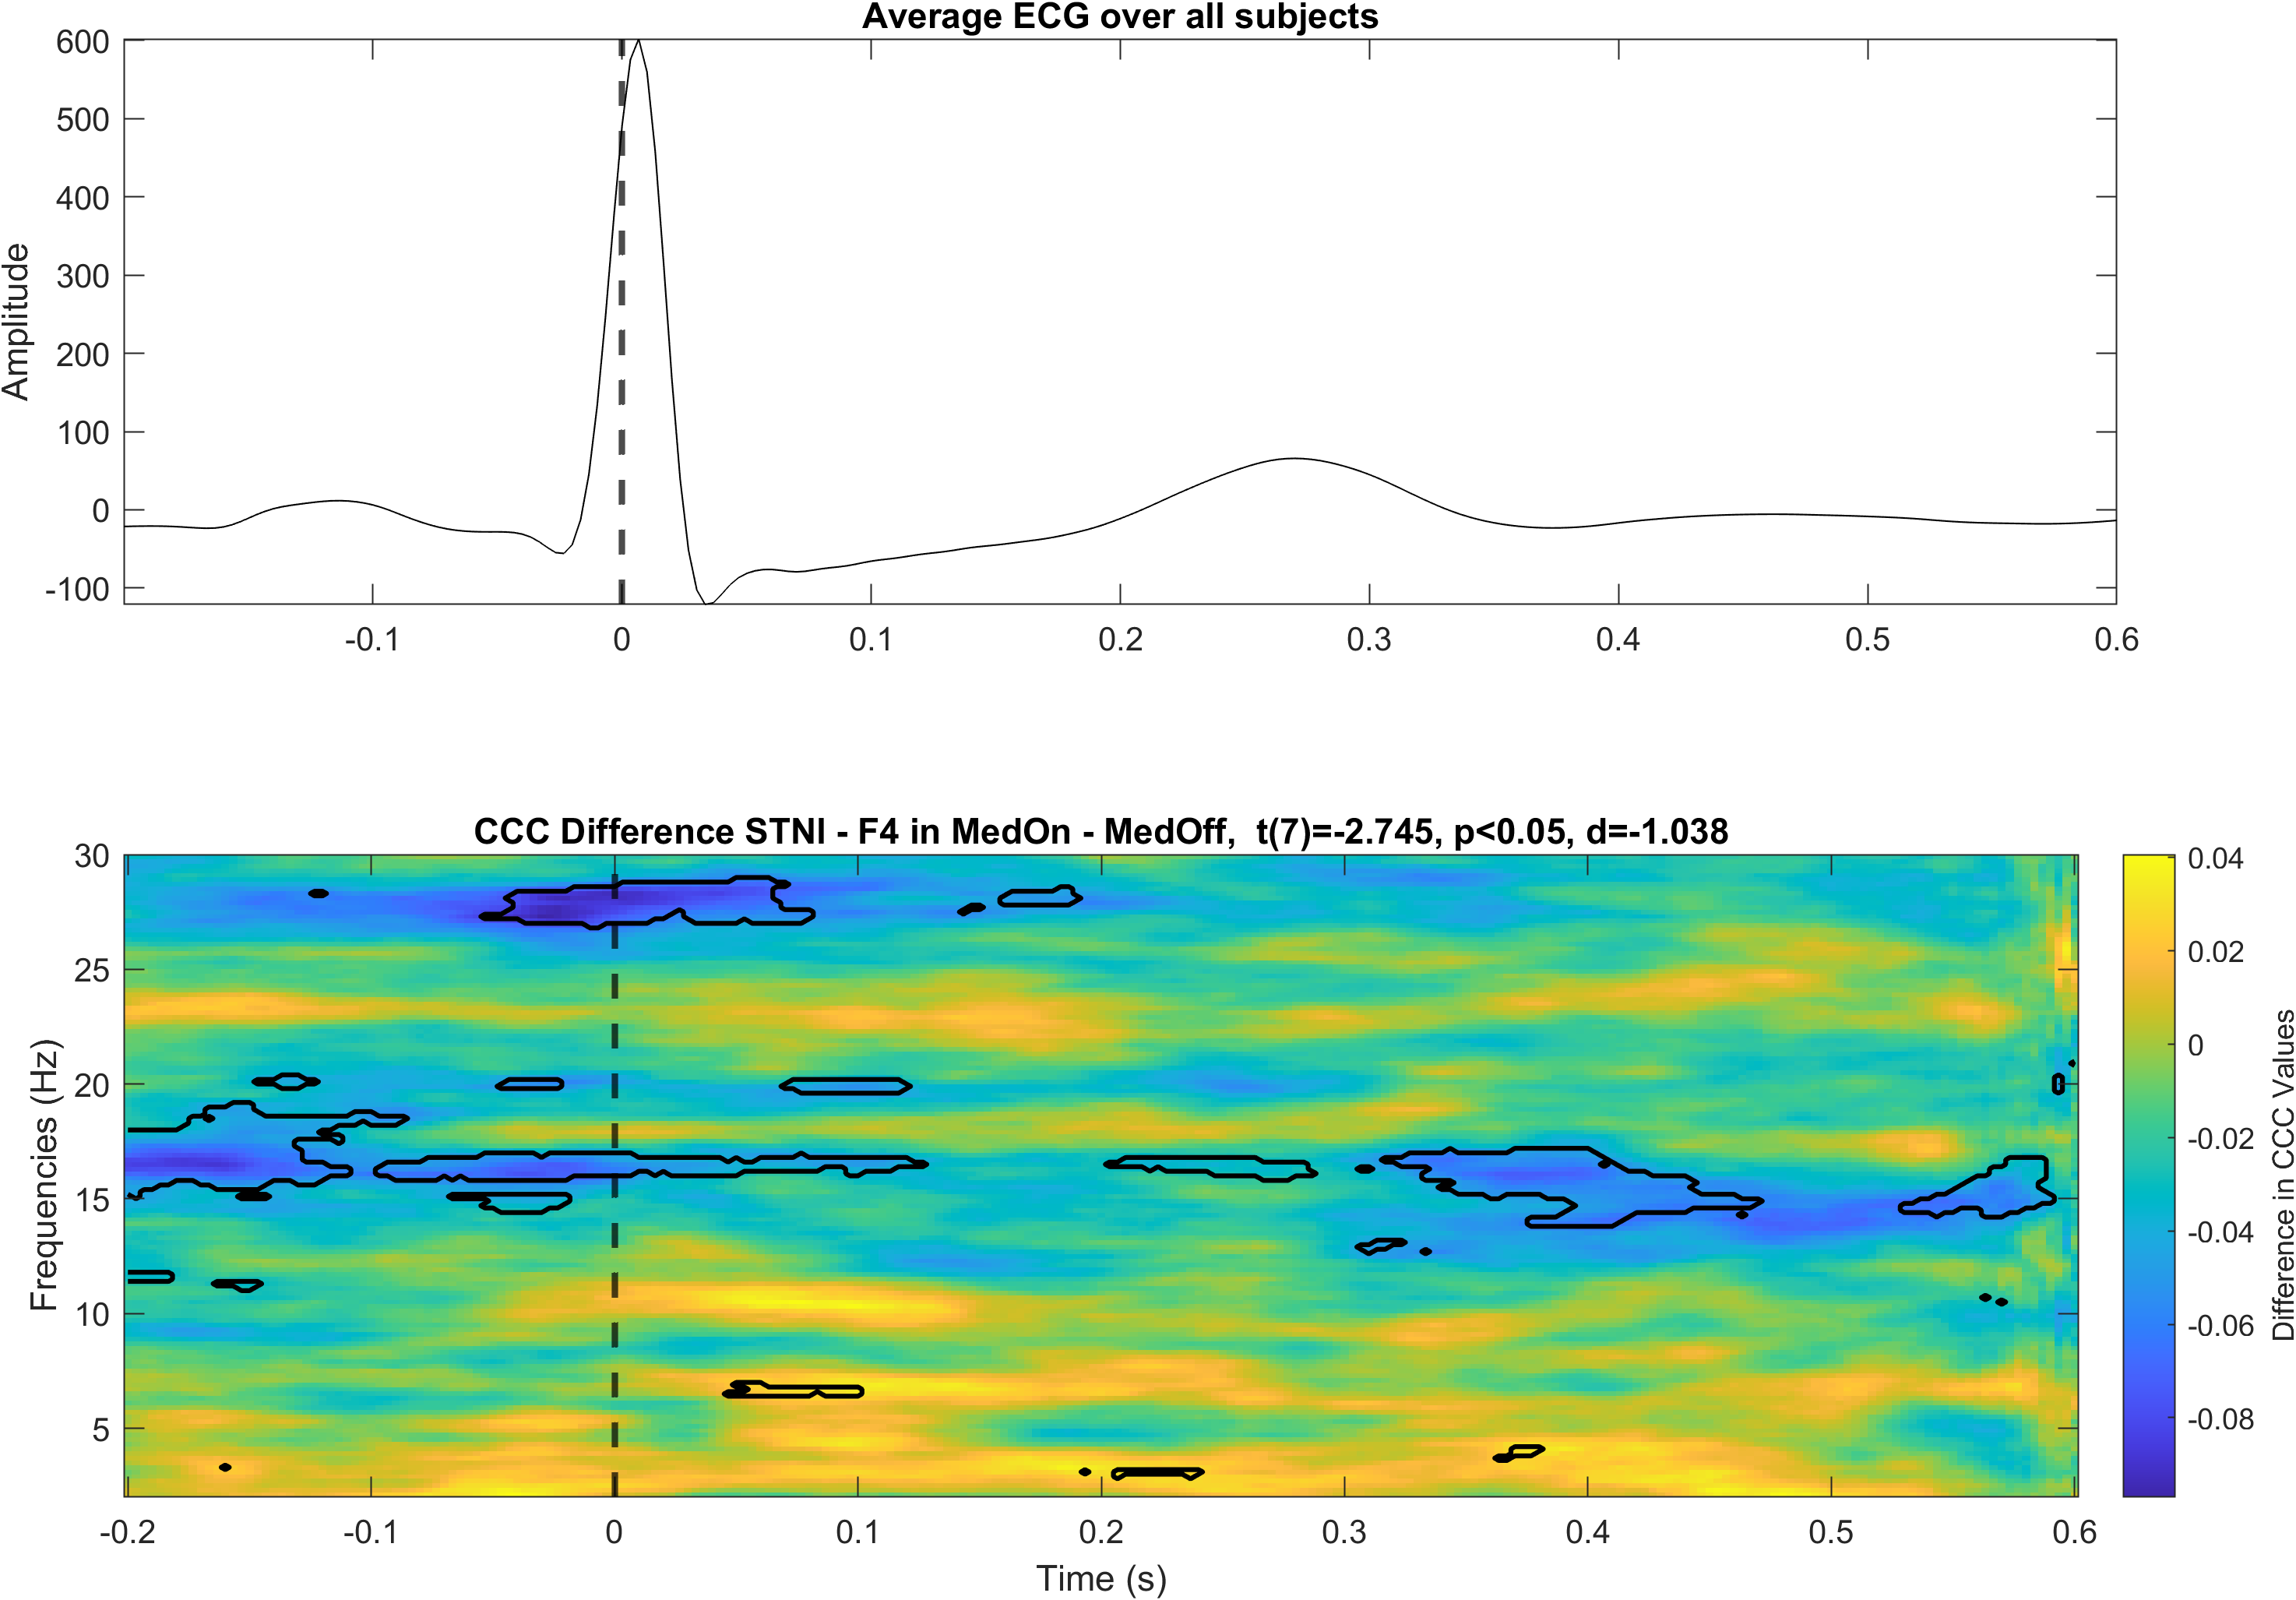 Average ECG over all subjects
600
500
400
300
200
100
0
-100
Amplitude
-0.1 0 0.1 0.2 0.3 0.4 0.5 0.6
CCC Difference STNl - F4 in MedOn - MedOff, t(7)=-2.745, p<0.05, d=-1.038
30
25
20
15
10
5
Frequencies (Hz)
-0.2 -0.1 0 0.1 0.2 0.3 0.4 0.5 0.6
Time (s)
0.04
0.02
0
-0.02
-0.04
-0.06
-0.08
Difference in CCC Values